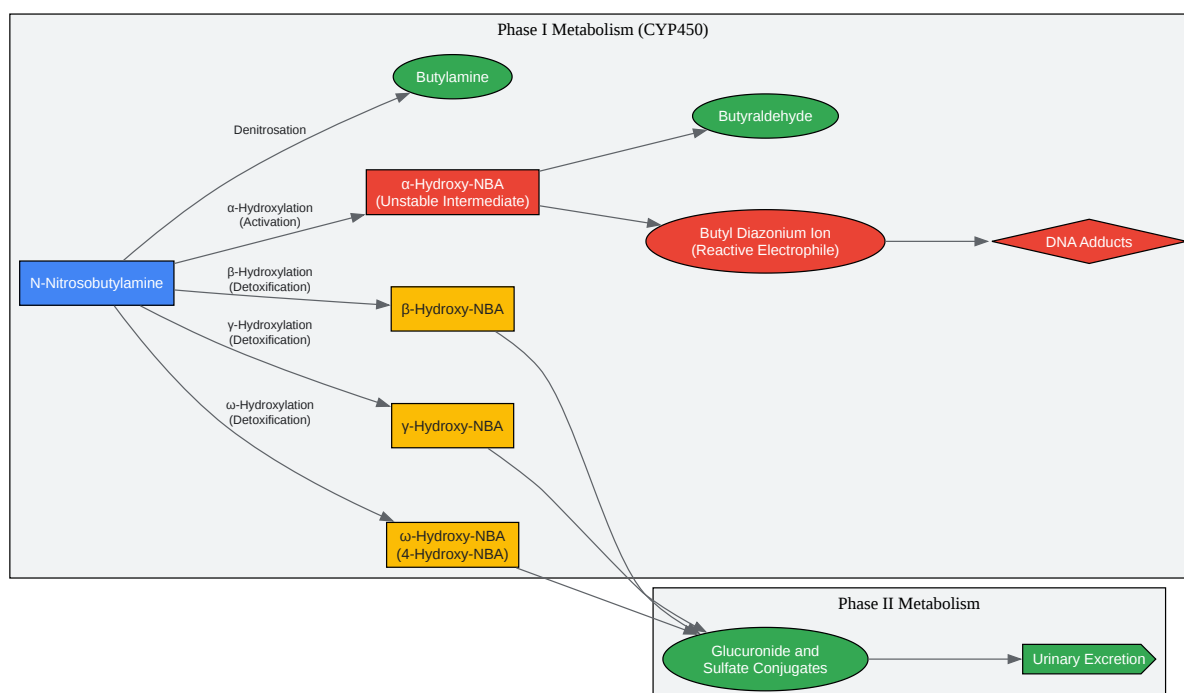 Phase I Metabolism (CYP450)
Butylamine
Butyraldehyde
Denitrosation
α-Hydroxy-NBA
(Unstable Intermediate)
α-Hydroxylation
(Activation)
Butyl Diazonium Ion
(Reactive Electrophile)
DNA Adducts
N-Nitrosobutylamine
β-Hydroxylation
(Detoxification)
β-Hydroxy-NBA
γ-Hydroxylation
(Detoxification)
γ-Hydroxy-NBA
ω-Hydroxylation
(Detoxification)
ω-Hydroxy-NBA
(4-Hydroxy-NBA)
Phase II Metabolism
Glucuronide and
Sulfate Conjugates
Urinary Excretion